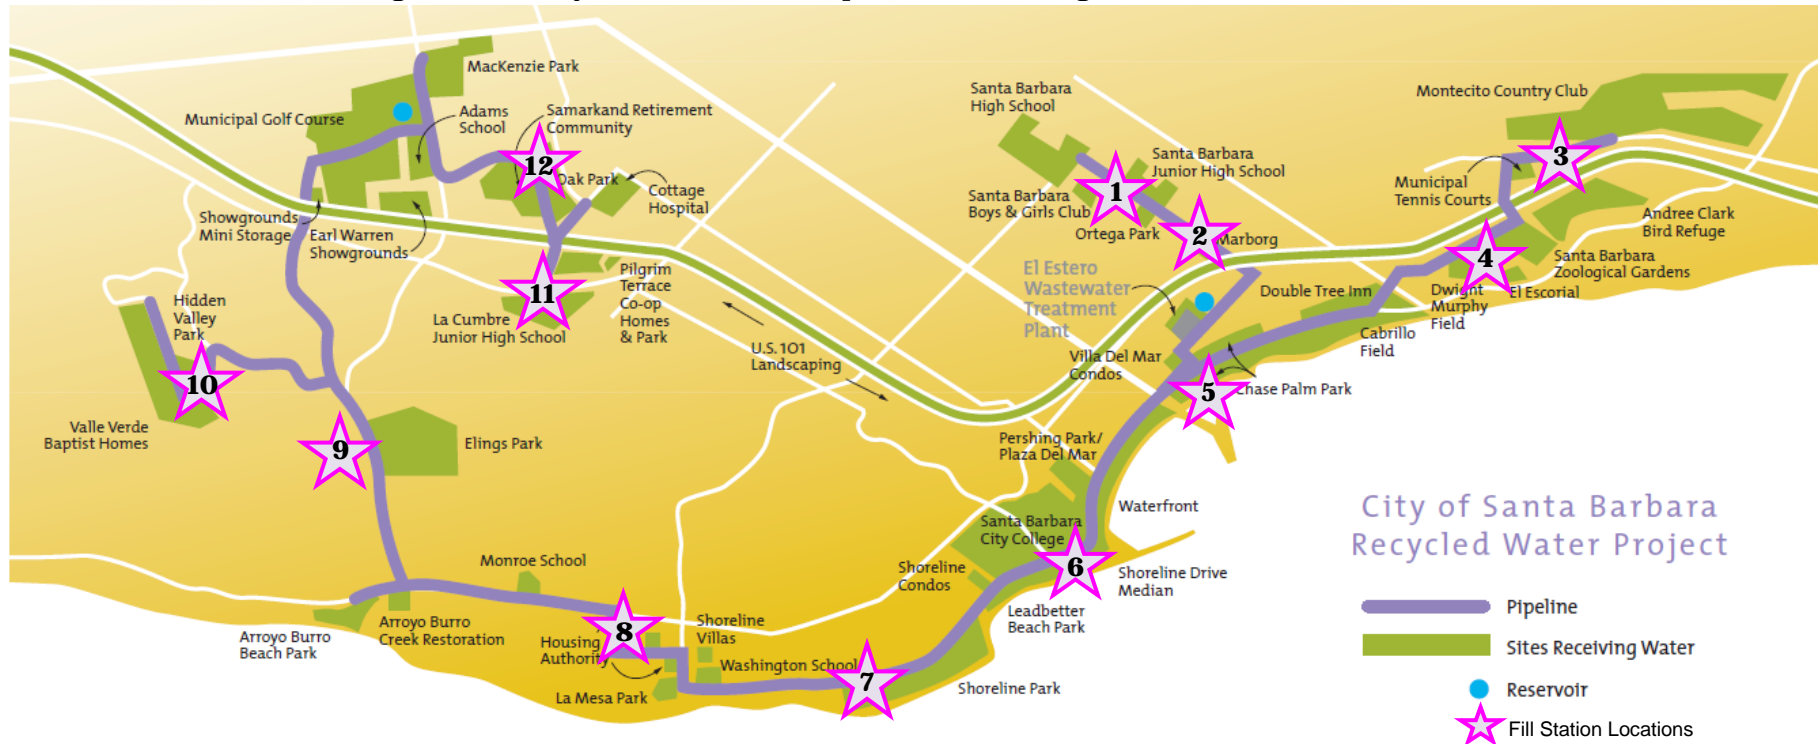 MacKenzie Park
Municipal Golf Course
Adams
School
Samarkand Retirement
Community
12
Oak Park
Cottage
Hospital
Showgrounds
Mini Storage
Earl Warren
Showgrounds
Hidden
Valley
Park
11
La Cumbre
Junior High School
Pilgrim
Terrace
Co-op
Homes
& Park
U.S. 101
Landscaping
10
Valle Verde
Baptist Homes
9
Elings Park
Monroe School
Arroyo Burro
Beach Park
Arroyo Burro
Creek Restoration
8
Housing
Authority
La Mesa Park
Shoreline
Villas
Washington School
7
Shoreline Park
Shoreline
Condos
Leadbetter
Beach Park
6
Shoreline Drive
Median
Santa Barbara
City College
Waterfront
Pershing Park/
Plaza Del Mar
Santa Barbara
High School
Santa Barbara
Junior High School
1
Santa Barbara
Boys & Girls Club
Ortega Park
2
Marborg
El Estero
Wastewater
Treatment
Plant
Villa Del Mar
Condos
5
Chase Palm Park
Double Tree Inn
Cabrillo
Field
Dwight
Murphy
Field
El Escorial
4
Santa Barbara
Zoological Gardens
Andree Clark
Bird Refuge
Municipal
Tennis Courts
3
Montecito Country Club
City of Santa Barbara
Recycled Water Project
Pipeline
Sites Receiving Water
Reservoir
Fill Station Locations